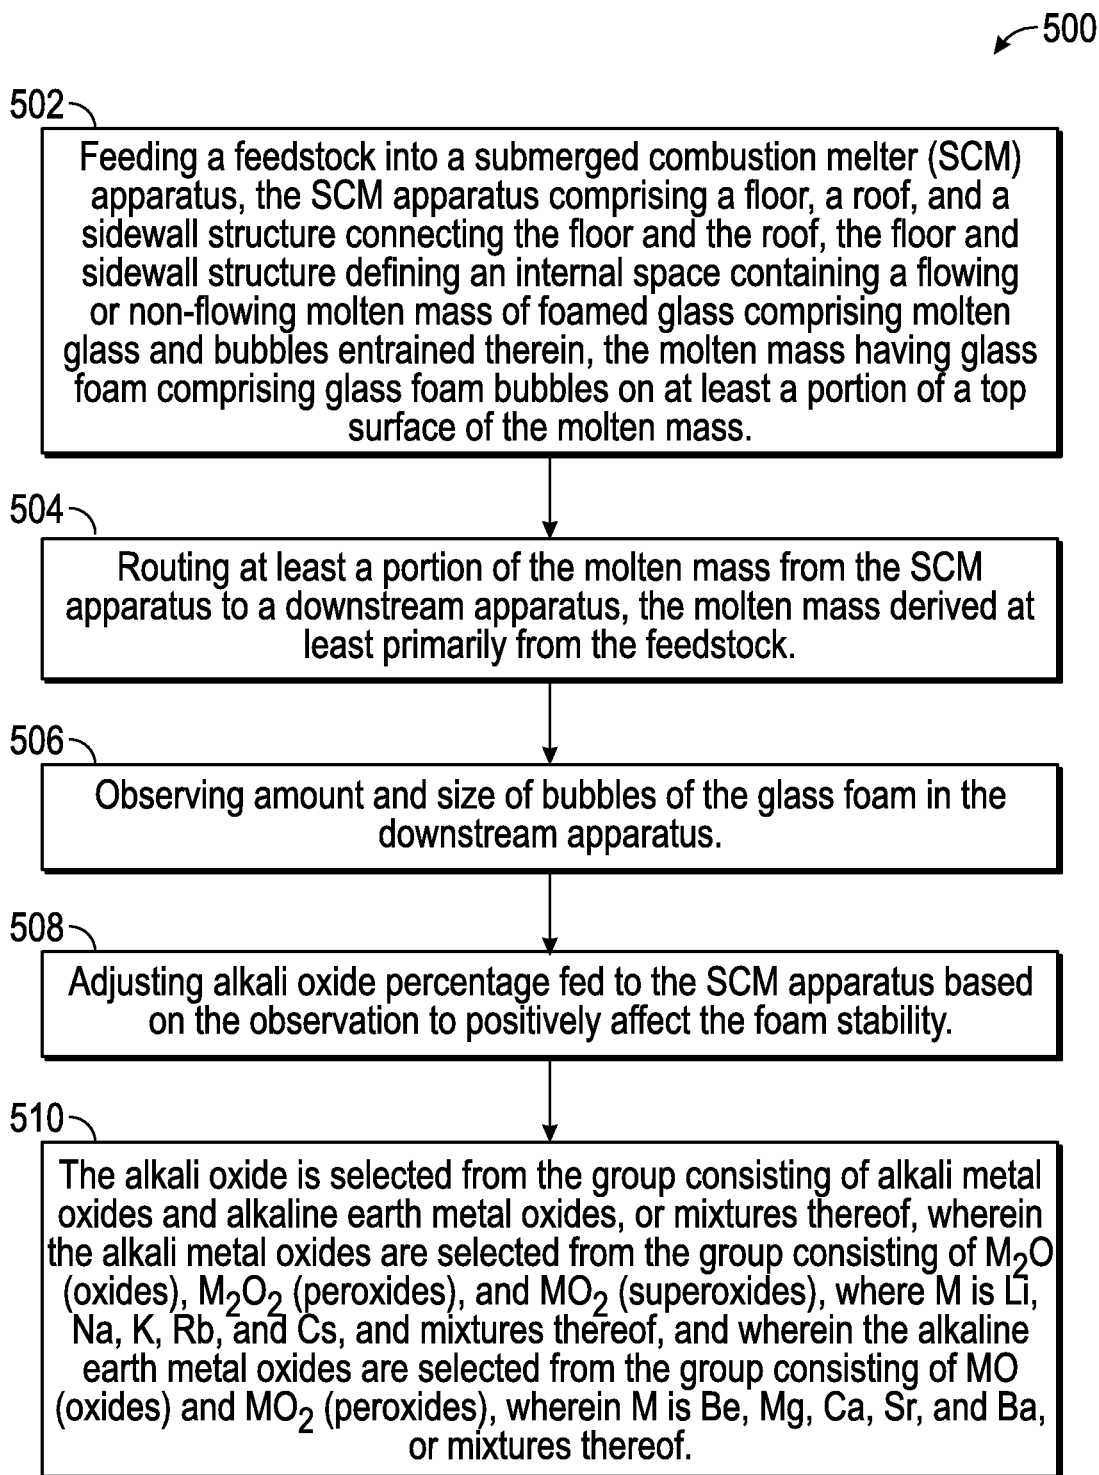 500
502
Feeding a feedstock into a submerged combustion melter (SCM)
apparatus, the SCM apparatus comprising a floor, a roof, and a
sidewall structure connecting the floor and the roof, the floor and
sidewall structure defining an internal space containing a flowing
or non-flowing molten mass of foamed glass comprising molten
glass and bubbles entrained therein, the molten mass having glass
foam comprising glass foam bubbles on at least a portion of a top
surface of the molten mass.
504
Routing at least a portion of the molten mass from the SCM
apparatus to a downstream apparatus, the molten mass derived at
least primarily from the feedstock.
506
Observing amount and size of bubbles of the glass foam in the
downstream apparatus.
508
Adjusting alkali oxide percentage fed to the SCM apparatus based
on the observation to positively affect the foam stability.
510
The alkali oxide is selected from the group consisting of alkali metal
oxides and alkaline earth metal oxides, or mixtures thereof, wherein
the alkali metal oxides are selected from the group consisting of M₂O
(oxides), M₂O₂ (peroxides), and MO₂ (superoxides), where M is Li,
Na, K, Rb, and Cs, and mixtures thereof, and wherein the alkaline
earth metal oxides are selected from the group consisting of MO
(oxides) and MO₂ (peroxides), wherein M is Be, Mg, Ca, Sr, and Ba,
or mixtures thereof.